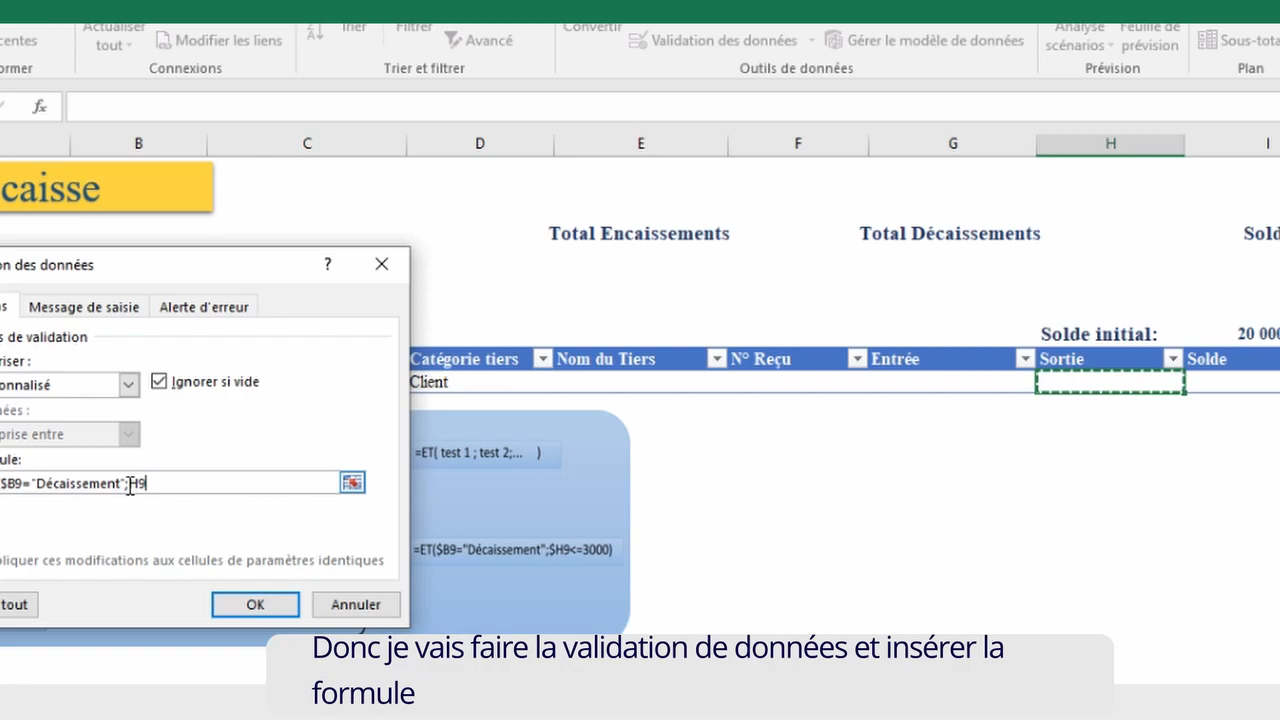 Actualiser
Trier
Filtrer
Convertir
Analyse
Feuille de
centes
tout
Modifier les liens
Avancé
Validation des données
Gérer le modèle de données
scénarios
prévision
Sous-tota
ormer
Connexions
Trier et filtrer
Outils de données
Prévision
Plan
fx
B
C
D
E
F
G
H
I
caisse
Total Encaissements
Total Décaissements
Sold
on des données
?
ns
Message de saisie
Alerte d'erreur
s de validation
riser :
onnalisé
Ignorer si vide
nées :
prise entre
ule:
$B9="Décaissement";H9
pliquer ces modifications aux cellules de paramètres identiques
tout
OK
Annuler
Solde initial:
20 000
Catégorie tiers
Nom du Tiers
N° Reçu
Entrée
Sortie
Solde
Client
=ET( test 1 ; test 2;... )
=ET($B9="Décaissement";$H9<=3000)
Donc je vais faire la validation de données et insérer la
formule